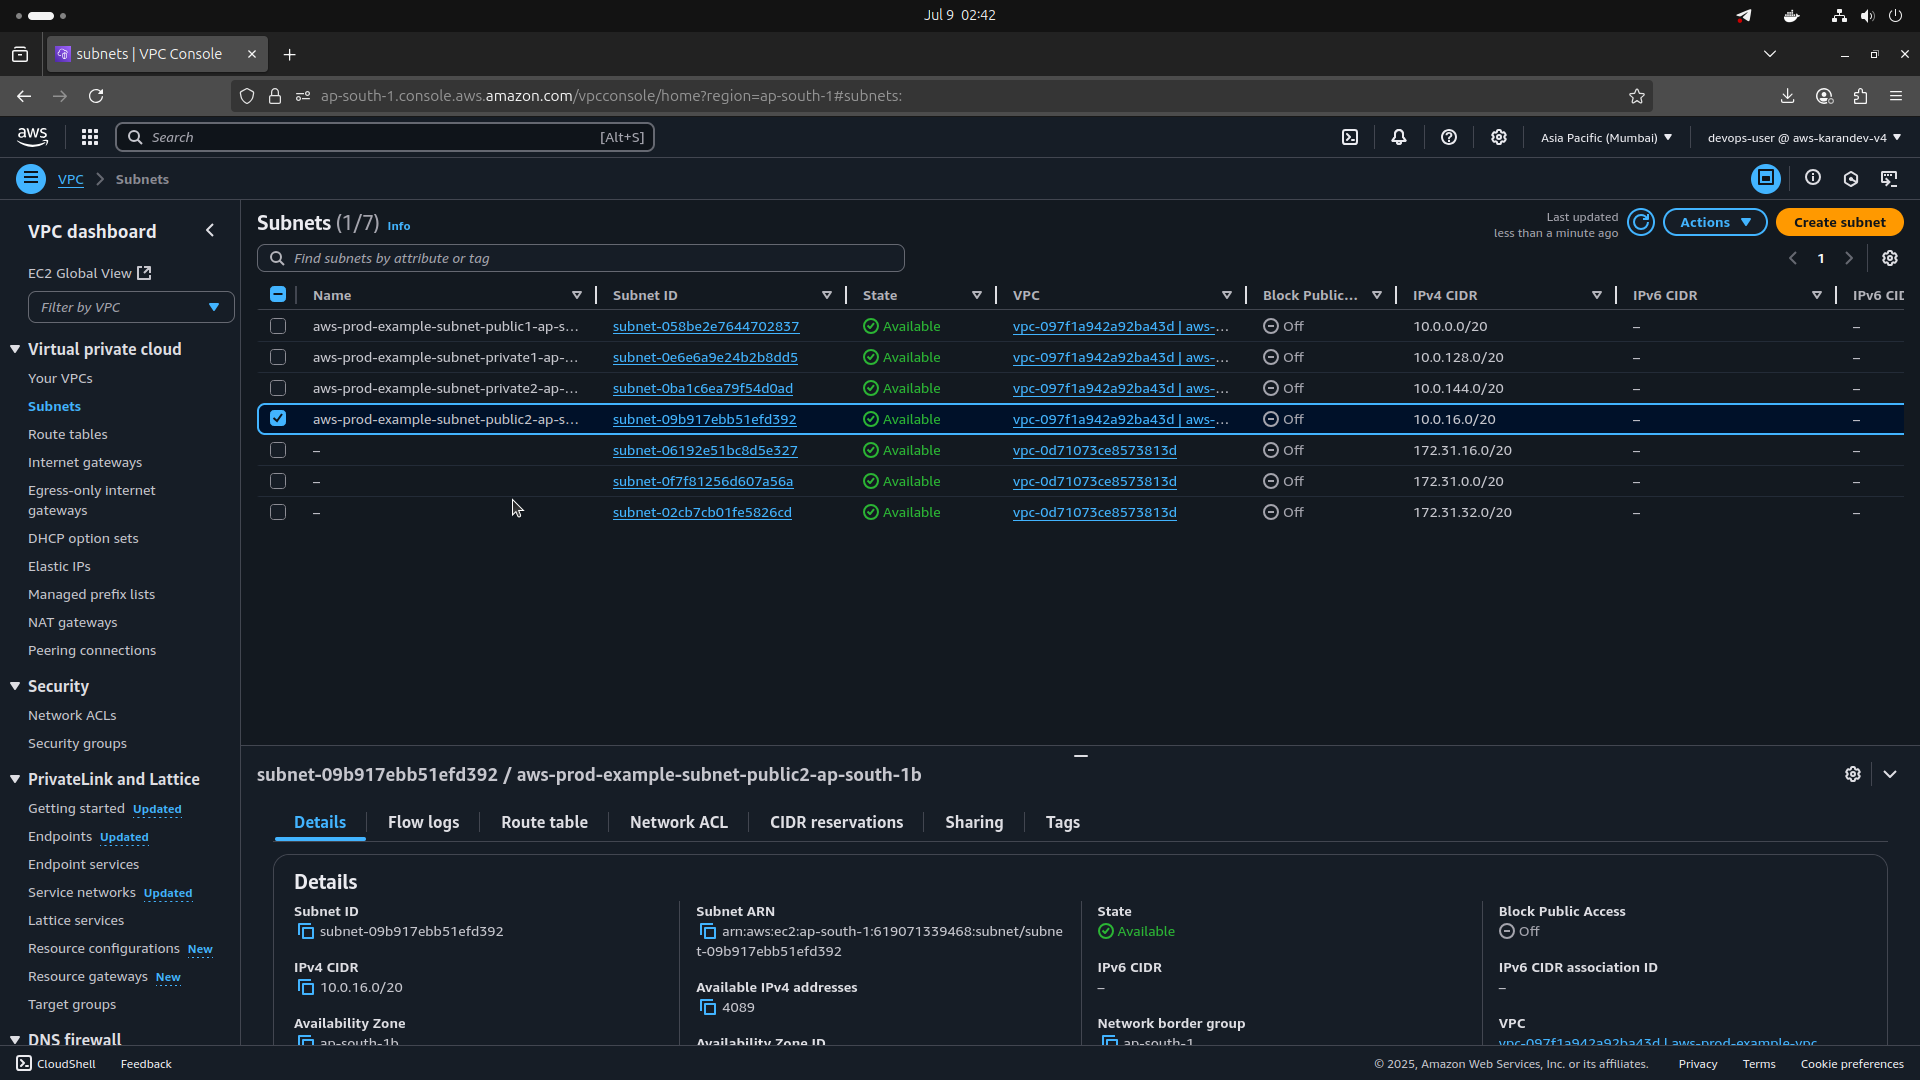 Jul 9 02:42
subnets | VPC Console
ap-south-1.console.aws.amazon.com/vpcconsole/home?region=ap-south-1#subnets:
aws
Search
[Alt+S]
Asia Pacific (Mumbai)
devops-user @ aws-karandev-v4
VPC
Subnets
VPC dashboard
EC2 Global View
Filter by VPC
Virtual private cloud
Your VPCs
Subnets
Route tables
Internet gateways
Egress-only internet
gateways
DHCP option sets
Elastic IPs
Managed prefix lists
NAT gateways
Peering connections
Security
Network ACLs
Security groups
PrivateLink and Lattice
Getting started Updated
Endpoints Updated
Endpoint services
Service networks Updated
Lattice services
Resource configurations New
Resource gateways New
Target groups
DNS firewall
Subnets (1/7) Info
Last updated
less than a minute ago
Actions
Create subnet
Find subnets by attribute or tag
1
Name Subnet ID State VPC Block Public... IPv4 CIDR IPv6 CIDR IPv6 CID
aws-prod-example-subnet-public1-ap-s... subnet-058be2e7644702837 Available vpc-097f1a942a92ba43d | aws-... Off 10.0.0.0/20 – –
aws-prod-example-subnet-private1-ap-... subnet-0e6e6a9e24b2b8dd5 Available vpc-097f1a942a92ba43d | aws-... Off 10.0.128.0/20 – –
aws-prod-example-subnet-private2-ap-... subnet-0ba1c6ea79f54d0ad Available vpc-097f1a942a92ba43d | aws-... Off 10.0.144.0/20 – –
aws-prod-example-subnet-public2-ap-s... subnet-09b917ebb51efd392 Available vpc-097f1a942a92ba43d | aws-... Off 10.0.16.0/20 – –
– subnet-06192e51bc8d5e327 Available vpc-0d71073ce8573813d Off 172.31.16.0/20 – –
– subnet-0f7f81256d607a56a Available vpc-0d71073ce8573813d Off 172.31.0.0/20 – –
– subnet-02cb7cb01fe5826cd Available vpc-0d71073ce8573813d Off 172.31.32.0/20 – –
subnet-09b917ebb51efd392 / aws-prod-example-subnet-public2-ap-south-1b
Details Flow logs Route table Network ACL CIDR reservations Sharing Tags
Details
Subnet ID
subnet-09b917ebb51efd392
IPv4 CIDR
10.0.16.0/20
Availability Zone
ap-south-1b
Subnet ARN
arn:aws:ec2:ap-south-1:619071339468:subnet/subne
t-09b917ebb51efd392
Available IPv4 addresses
4089
Availability Zone ID
State
Available
IPv6 CIDR
–
Network border group
ap-south-1
Block Public Access
Off
IPv6 CIDR association ID
–
VPC
vpc-097f1a942a92ba43d | aws-prod-example-vpc
CloudShell
Feedback
© 2025, Amazon Web Services, Inc. or its affiliates.
Privacy
Terms
Cookie preferences